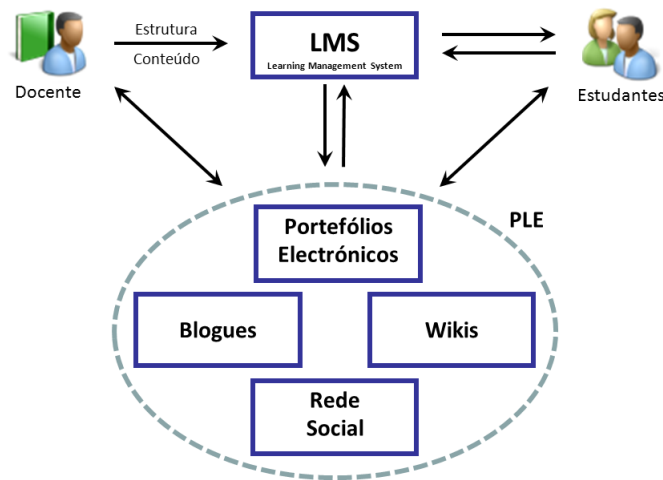 Estrutura
Conteúdo
LMS
Learning Management System
Docente
Estudantes
PLE
Portefólios
Electrónicos
Blogues
Wikis
Rede
Social